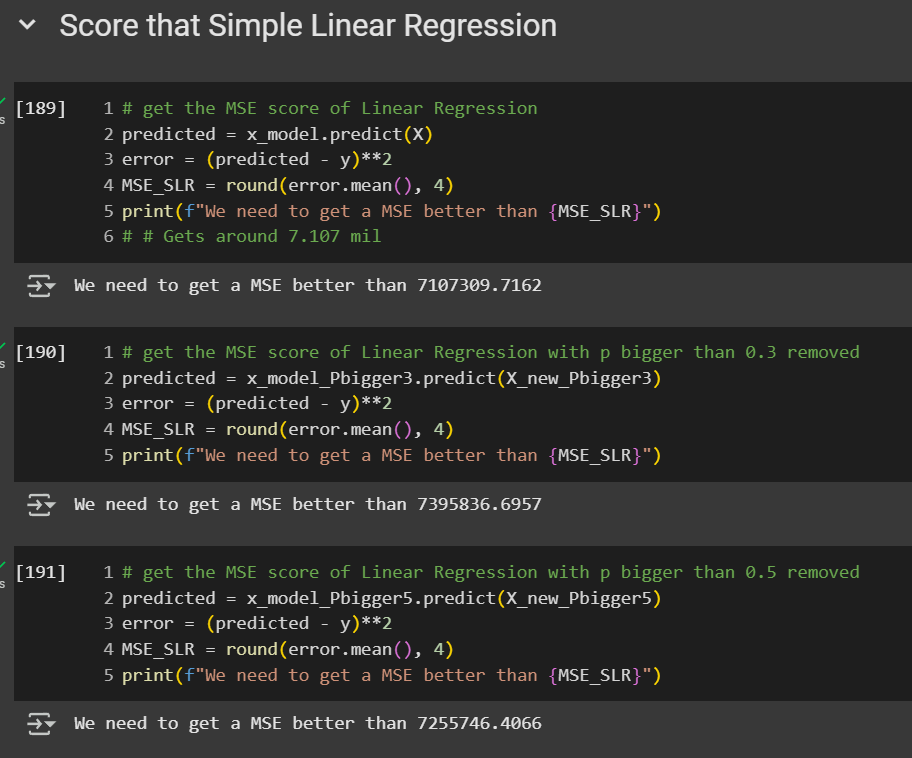 Score that Simple Linear Regression
[189]
1 # get the MSE score of Linear Regression
2 predicted = x_model.predict(X)
3 error = (predicted - y)**2
4 MSE_SLR = round(error.mean(), 4)
5 print(f"We need to get a MSE better than {MSE_SLR}")
6 # # Gets around 7.107 mil
s
We need to get a MSE better than 7107309.7162
[190]
1 # get the MSE score of Linear Regression with p bigger than 0.3 removed
2 predicted = x_model_Pbigger3.predict(X_new_Pbigger3)
3 error = (predicted - y)**2
4 MSE_SLR = round(error.mean(), 4)
5 print(f"We need to get a MSE better than {MSE_SLR}")
s
We need to get a MSE better than 7395836.6957
[191]
1 # get the MSE score of Linear Regression with p bigger than 0.5 removed
2 predicted = x_model_Pbigger5.predict(X_new_Pbigger5)
3 error = (predicted - y)**2
4 MSE_SLR = round(error.mean(), 4)
5 print(f"We need to get a MSE better than {MSE_SLR}")
s
We need to get a MSE better than 7255746.4066